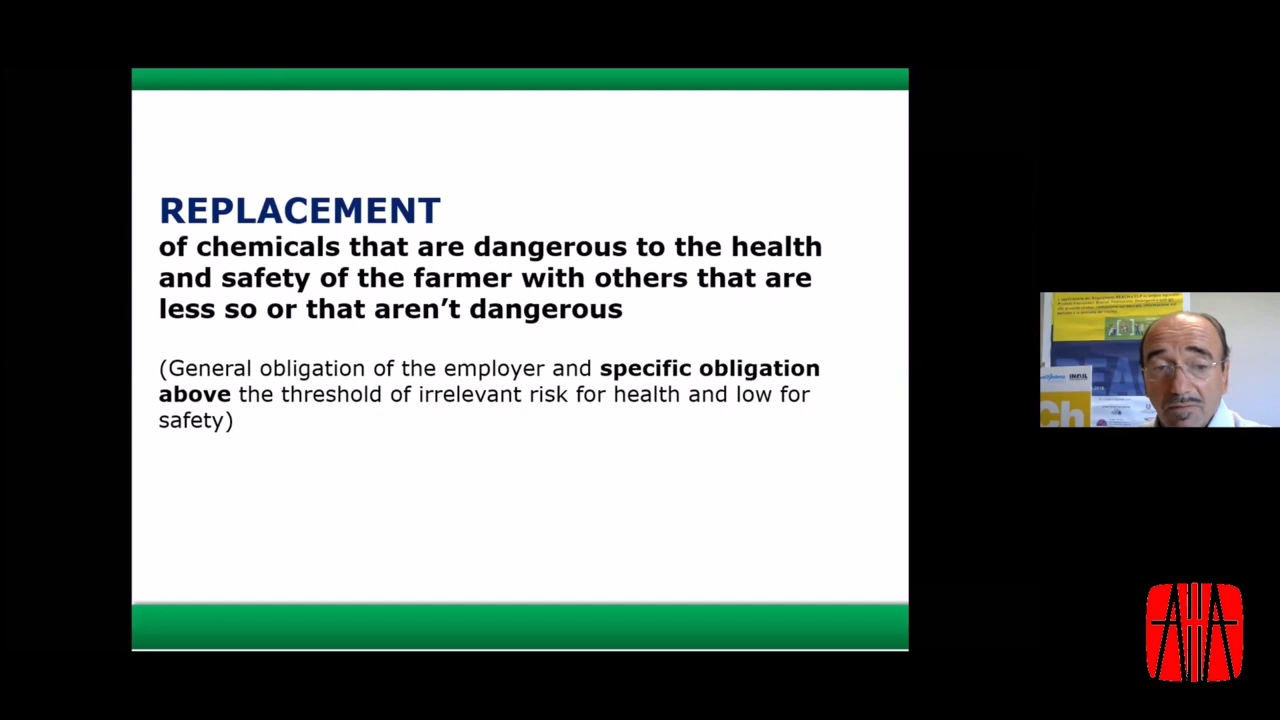 REPLACEMENT
of chemicals that are dangerous to the health
and safety of the farmer with others that are
less so or that aren’t dangerous
(General obligation of the employer and specific obligation
above the threshold of irrelevant risk for health and low for
safety)
INAIL
Ch